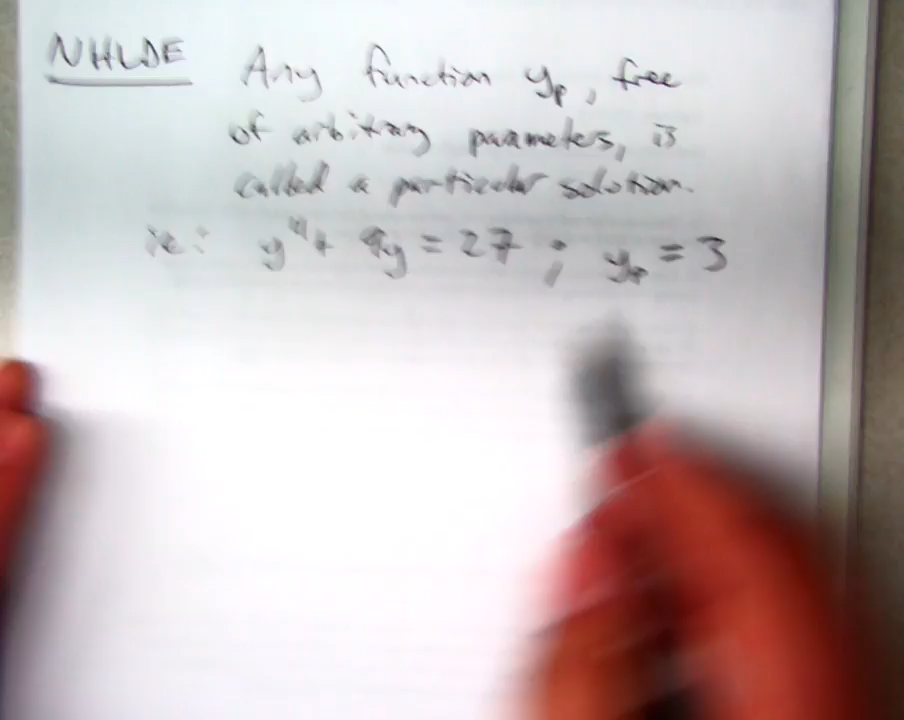 NHLDE Any function yp, free
of arbitrary parameters, is
called a particular solution.
ie: y" + 9y = 27 ; yp = 3